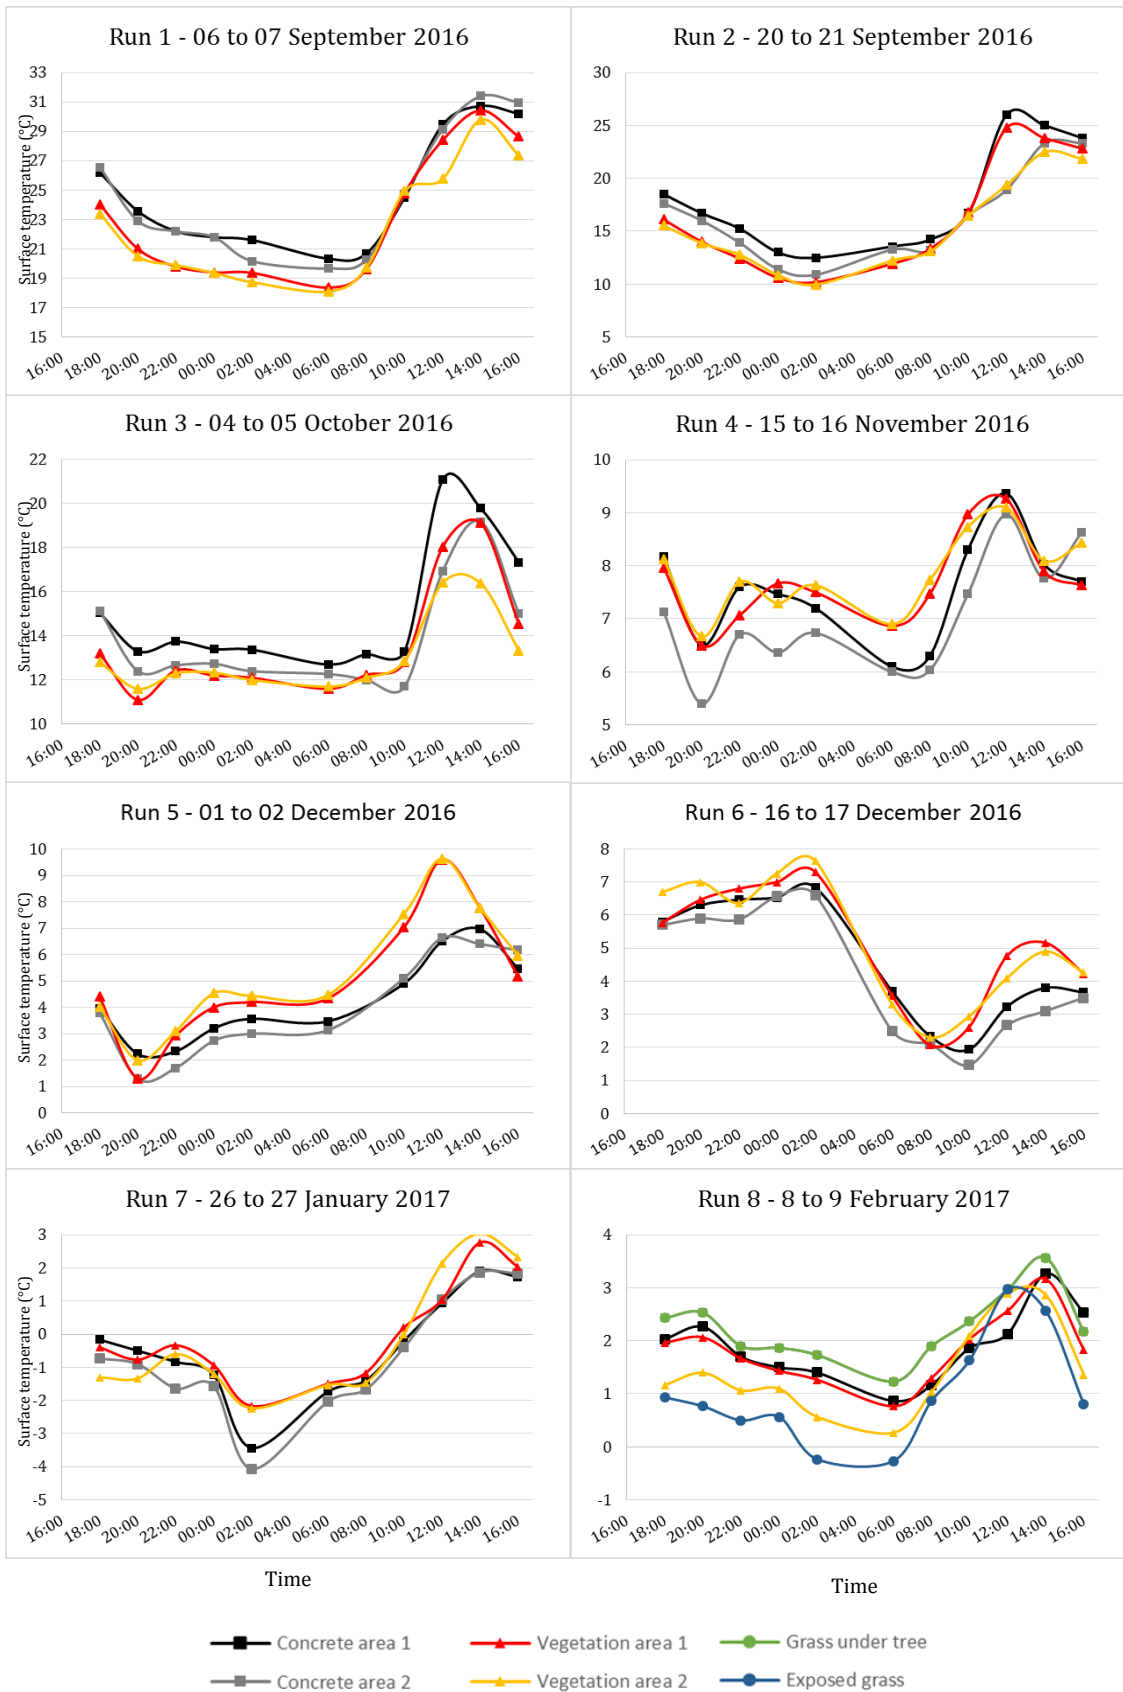 Run 1 - 06 to 07 September 2016
Surface temperature (°C)
33
31
29
27
25
23
21
19
17
15
16:00 18:00 20:00 22:00 00:00 02:00 04:00 06:00 08:00 10:00 12:00 14:00 16:00
Run 2 - 20 to 21 September 2016
30
25
20
15
10
5
16:00 18:00 20:00 22:00 00:00 02:00 04:00 06:00 08:00 10:00 12:00 14:00 16:00
Run 3 - 04 to 05 October 2016
Surface temperature (°C)
22
20
18
16
14
12
10
16:00 18:00 20:00 22:00 00:00 02:00 04:00 06:00 08:00 10:00 12:00 14:00 16:00
Run 4 - 15 to 16 November 2016
10
9
8
7
6
5
16:00 18:00 20:00 22:00 00:00 02:00 04:00 06:00 08:00 10:00 12:00 14:00 16:00
Run 5 - 01 to 02 December 2016
Surface temperature (°C)
10
9
8
7
6
5
4
3
2
1
0
16:00 18:00 20:00 22:00 00:00 02:00 04:00 06:00 08:00 10:00 12:00 14:00 16:00
Run 6 - 16 to 17 December 2016
8
7
6
5
4
3
2
1
0
16:00 18:00 20:00 22:00 00:00 02:00 04:00 06:00 08:00 10:00 12:00 14:00 16:00
Run 7 - 26 to 27 January 2017
Surface temperature (°C)
3
2
1
0
-1
-2
-3
-4
-5
16:00 18:00 20:00 22:00 00:00 02:00 04:00 06:00 08:00 10:00 12:00 14:00 16:00
Time
Run 8 - 8 to 9 February 2017
4
3
2
1
0
-1
16:00 18:00 20:00 22:00 00:00 02:00 04:00 06:00 08:00 10:00 12:00 14:00 16:00
Time
Concrete area 1 Vegetation area 1 Grass under tree
Concrete area 2 Vegetation area 2 Exposed grass